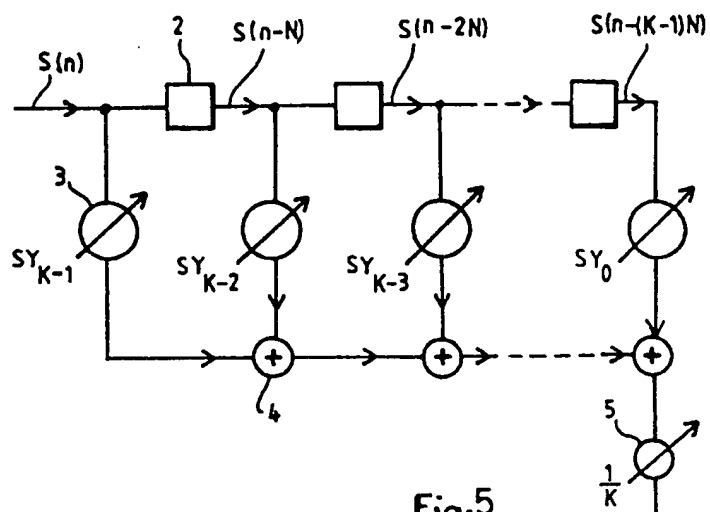 2
S(n)
S(n-N)
S(n-2N)
S(n-(K-1)N)
3
SY_{K-1}
SY_{K-2}
SY_{K-3}
SY_0
+
+
+
4
5
1/K
Fig.5